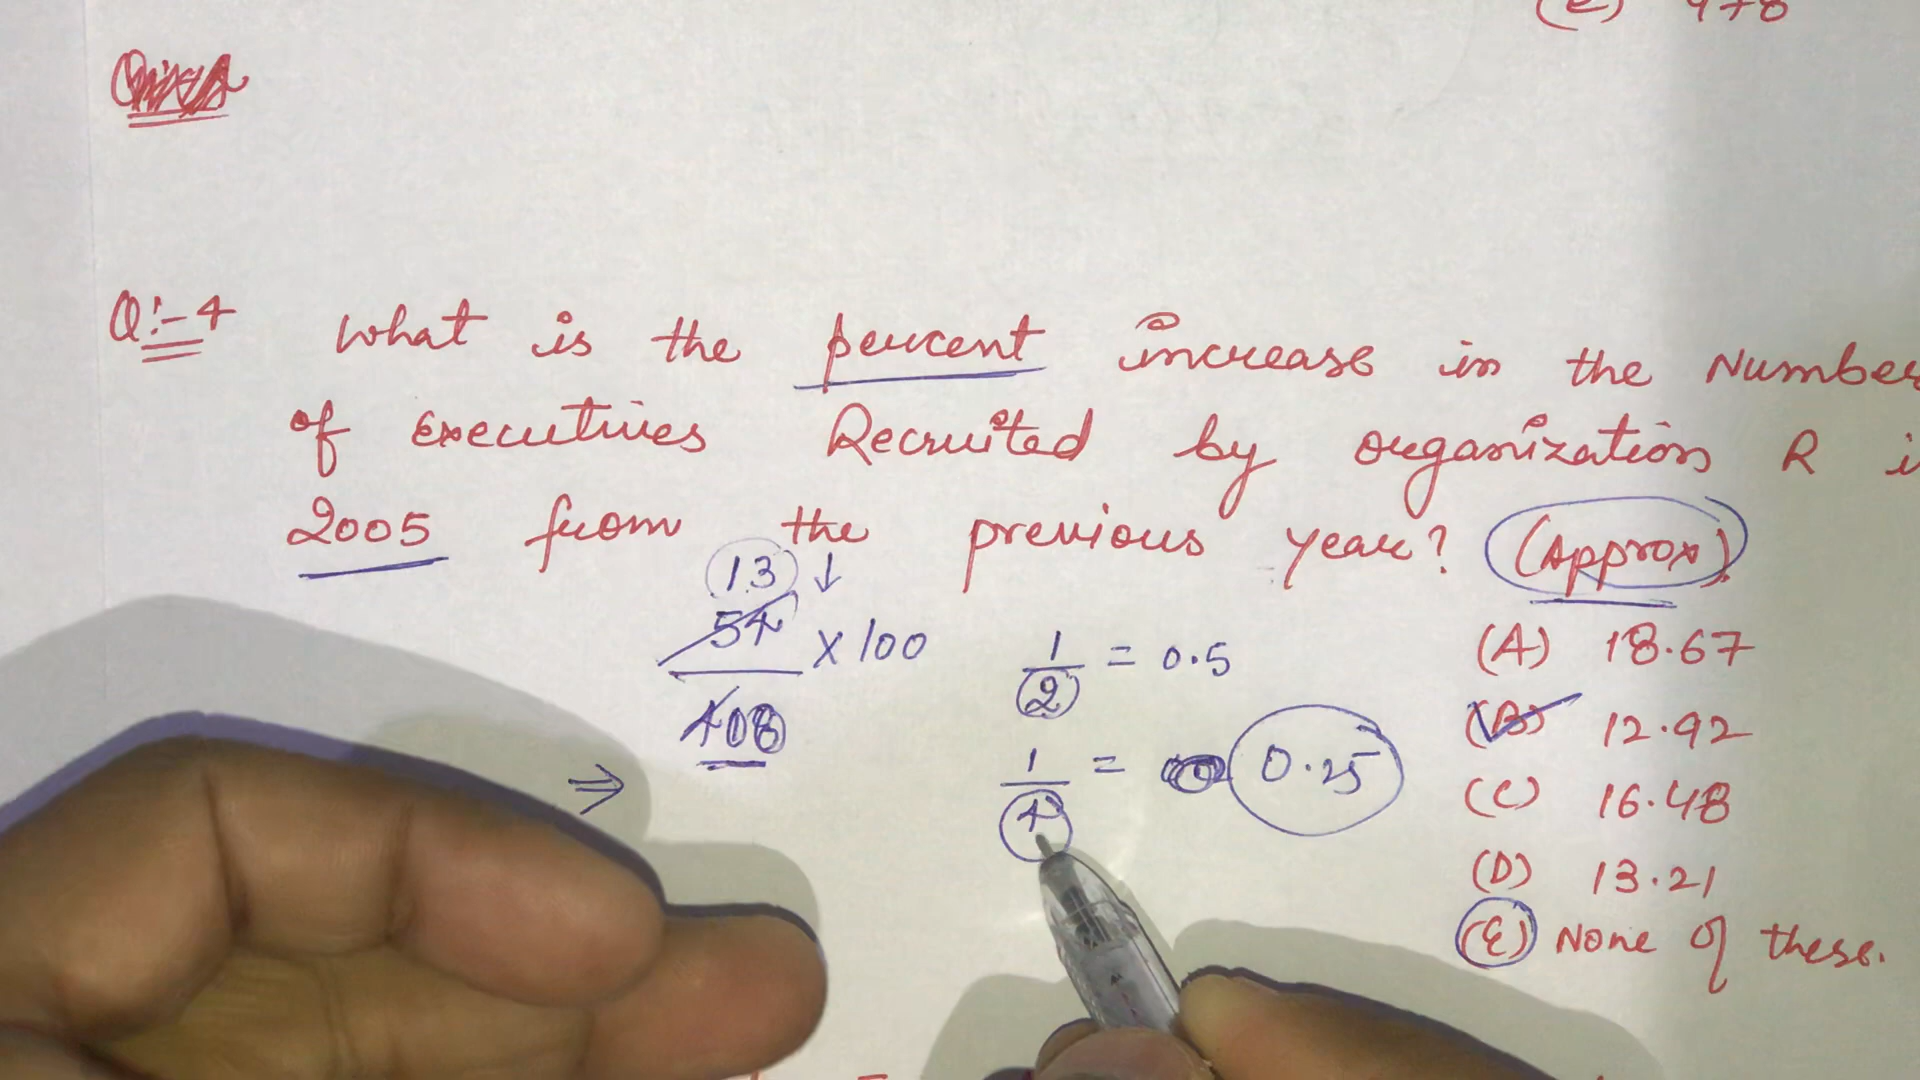 (E) 478
Q:-4 What is the percent increase in the Number
of Executives Recruited by organization R i
2005 from the previous year? (Approx).
13 ↓
54 × 100
408
⇒
1/2 = 0.5
1/4 = 0.25
(A) 18.67
(B) 12.92
(C) 16.48
(D) 13.21
(E) None of these.